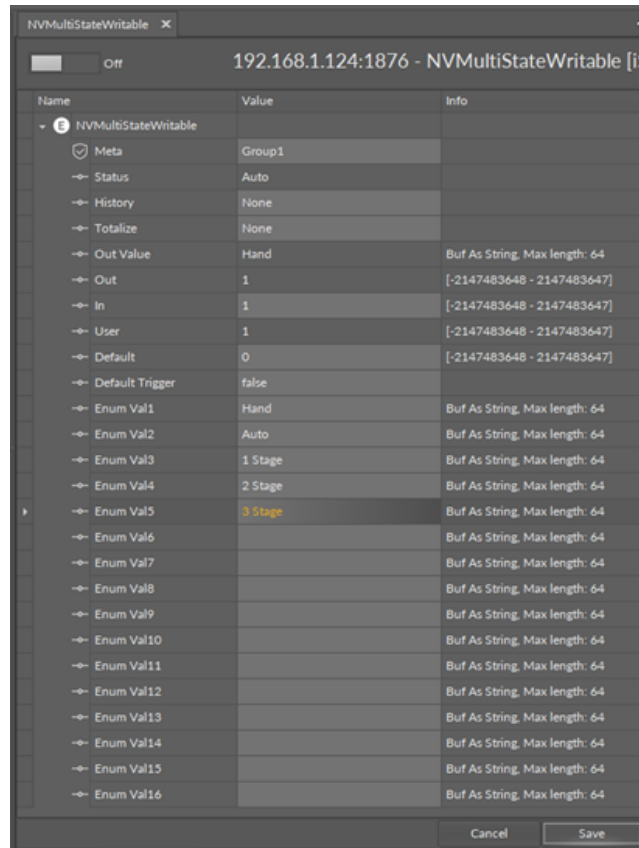 NVMultiStateWritable ×
Off 192.168.1.124:1876 - NVMultiStateWritable [i
Name Value Info
E NVMultiStateWritable
Meta Group1
Status Auto
History None
Totalize None
Out Value Hand Buf As String, Max length: 64
Out 1 [-2147483648 - 2147483647]
In 1 [-2147483648 - 2147483647]
User 1 [-2147483648 - 2147483647]
Default 0 [-2147483648 - 2147483647]
Default Trigger false
Enum Val1 Hand Buf As String, Max length: 64
Enum Val2 Auto Buf As String, Max length: 64
Enum Val3 1 Stage Buf As String, Max length: 64
Enum Val4 2 Stage Buf As String, Max length: 64
Enum Val5 3 Stage Buf As String, Max length: 64
Enum Val6 Buf As String, Max length: 64
Enum Val7 Buf As String, Max length: 64
Enum Val8 Buf As String, Max length: 64
Enum Val9 Buf As String, Max length: 64
Enum Val10 Buf As String, Max length: 64
Enum Val11 Buf As String, Max length: 64
Enum Val12 Buf As String, Max length: 64
Enum Val13 Buf As String, Max length: 64
Enum Val14 Buf As String, Max length: 64
Enum Val15 Buf As String, Max length: 64
Enum Val16 Buf As String, Max length: 64
Cancel Save